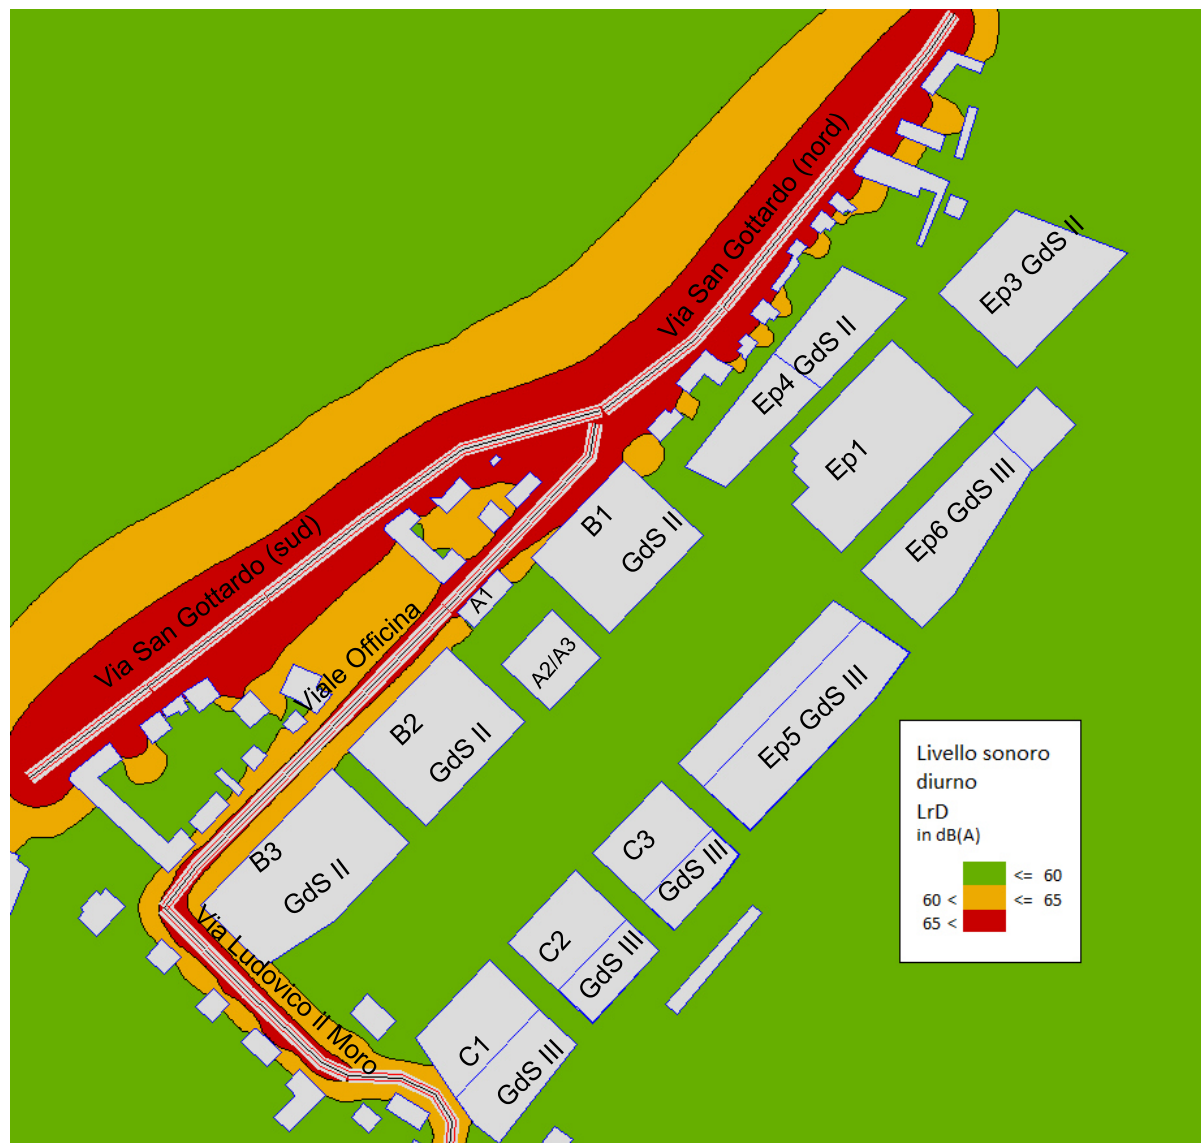 Via San Gottardo (nord)
Ep3 GdS II
Ep4 GdS II
Ep1
Ep6 GdS III
B1
GdS II
Via San Gottardo (sud)
A1
Viale Officina
A2/A3
B2
GdS II
Ep5 GdS III
B3
GdS II
C3
GdS III
Via Ludovico il Moro
C2
GdS III
C1
GdS III
Livello sonoro
diurno
LrD
in dB(A)
<= 60
60 < <= 65
65 <